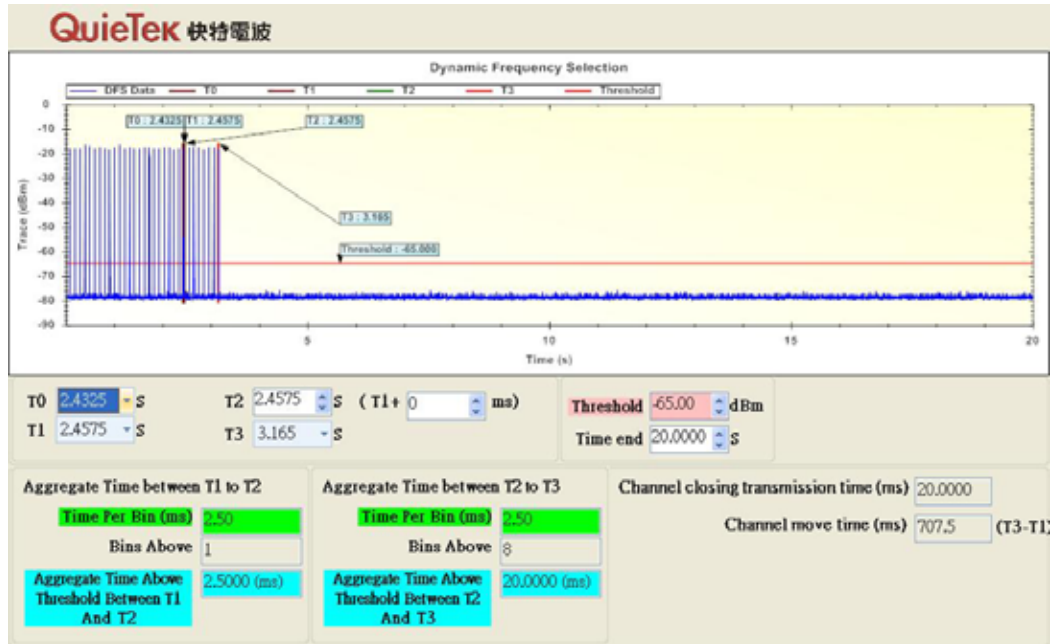 QuieTek 快特電波
Dynamic Frequency Selection
DFS Data T0 T1 T2 T3 Threshold
T0 : 2.4325 T1 : 2.4575 T2 : 2.4575
T3 : 3.165
Threshold : -65.000
Trace (dBm)
0
-10
-20
-30
-40
-50
-60
-70
-80
-90
5 10 15 20
Time (s)
T0 2.4325 S T2 2.4575 S ( T1+ 0 ms)
T1 2.4575 S T3 3.165 S
Threshold -65.00 dBm
Time end 20.0000 S
Aggregate Time between T1 to T2
Time Per Bin (ms) 2.50
Bins Above 1
Aggregate Time Above
Threshold Between T1
And T2
2.5000 (ms)
Aggregate Time between T2 to T3
Time Per Bin (ms) 2.50
Bins Above 8
Aggregate Time Above
Threshold Between T2
And T3
20.0000 (ms)
Channel closing transmission time (ms) 20.0000
Channel move time (ms) 707.5 (T3-T1)